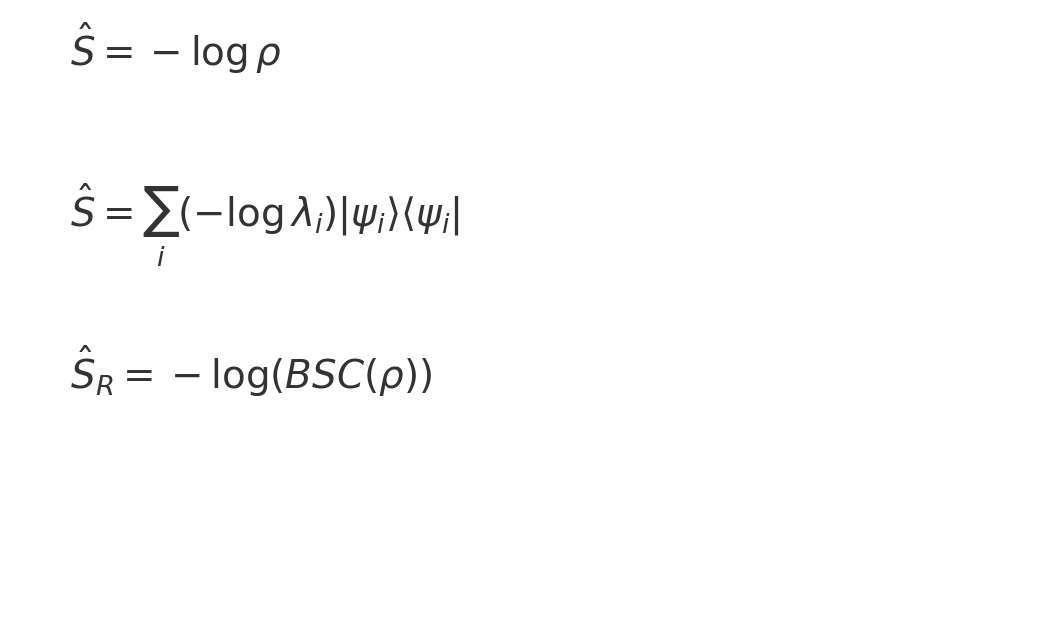 Ŝ = − log ρ
Ŝ = ∑ᵢ (− log λᵢ)|ψᵢ⟩⟨ψᵢ|
Ŝ_R = − log(BSC(ρ))